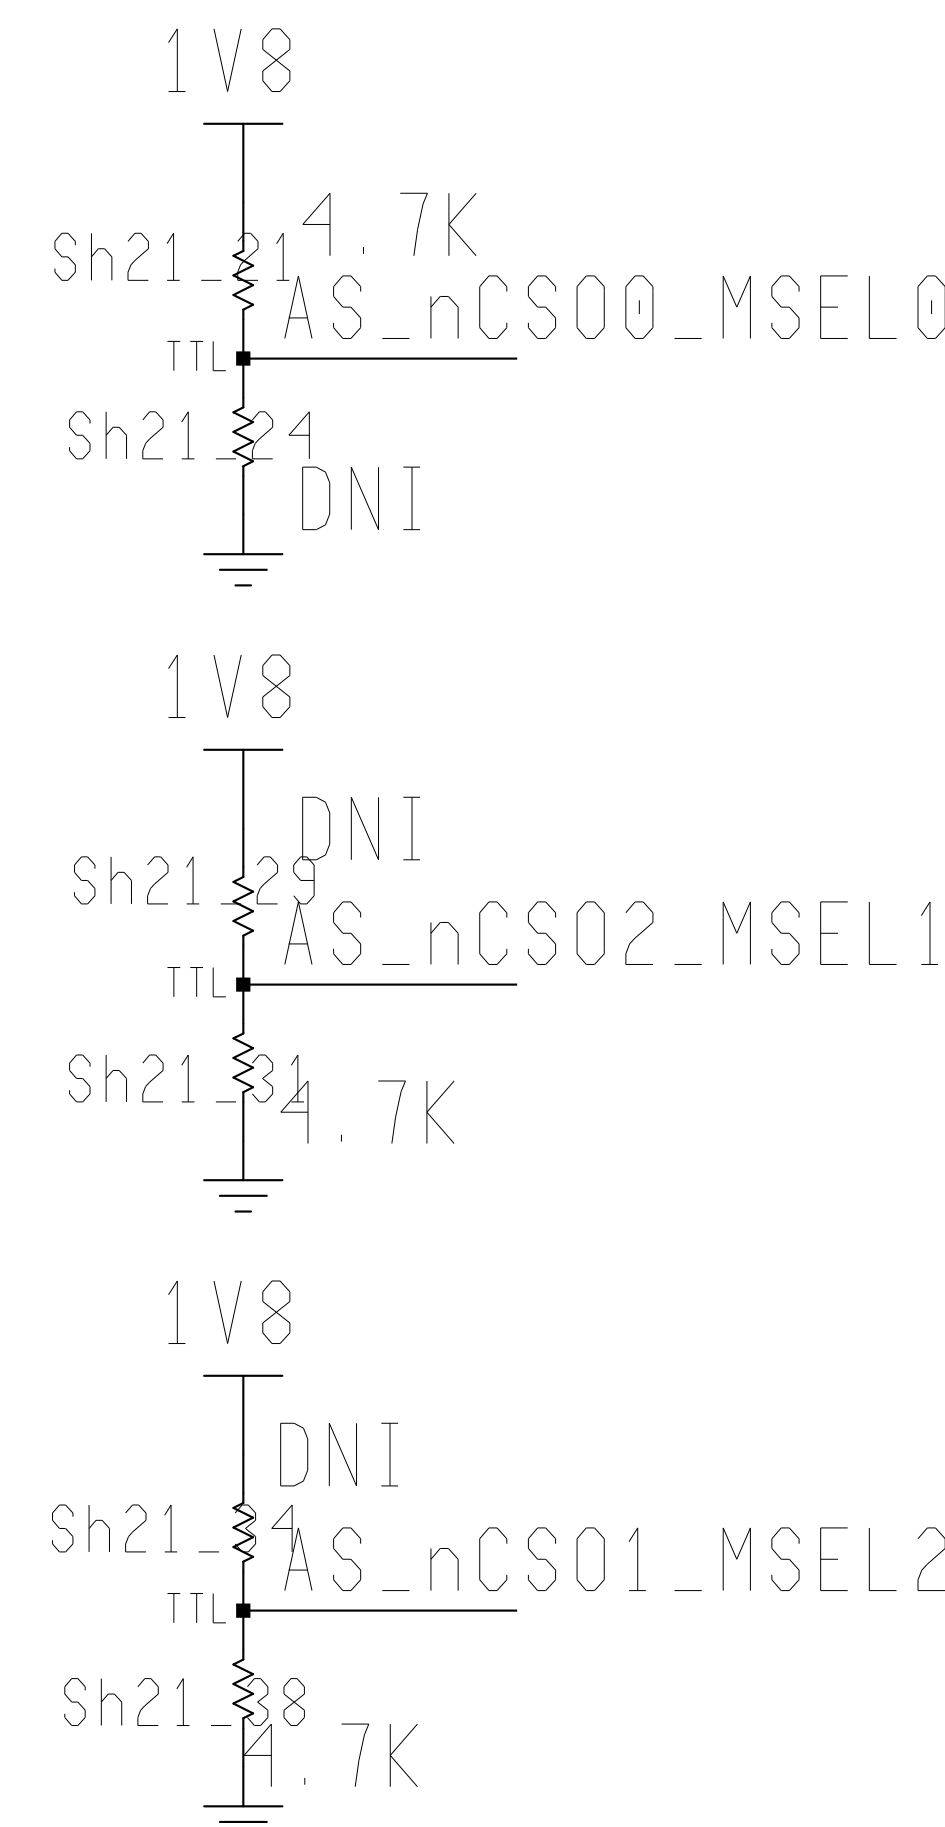 1V8
4.7K
Sh21_21
AS_nCS00_MSEL0
TTL
Sh21_24
DNI
1V8
DNI
Sh21_29
AS_nCS02_MSEL1
TTL
Sh21_31
4.7K
1V8
DNI
Sh21_34
AS_nCS01_MSEL2
TTL
Sh21_38
4.7K